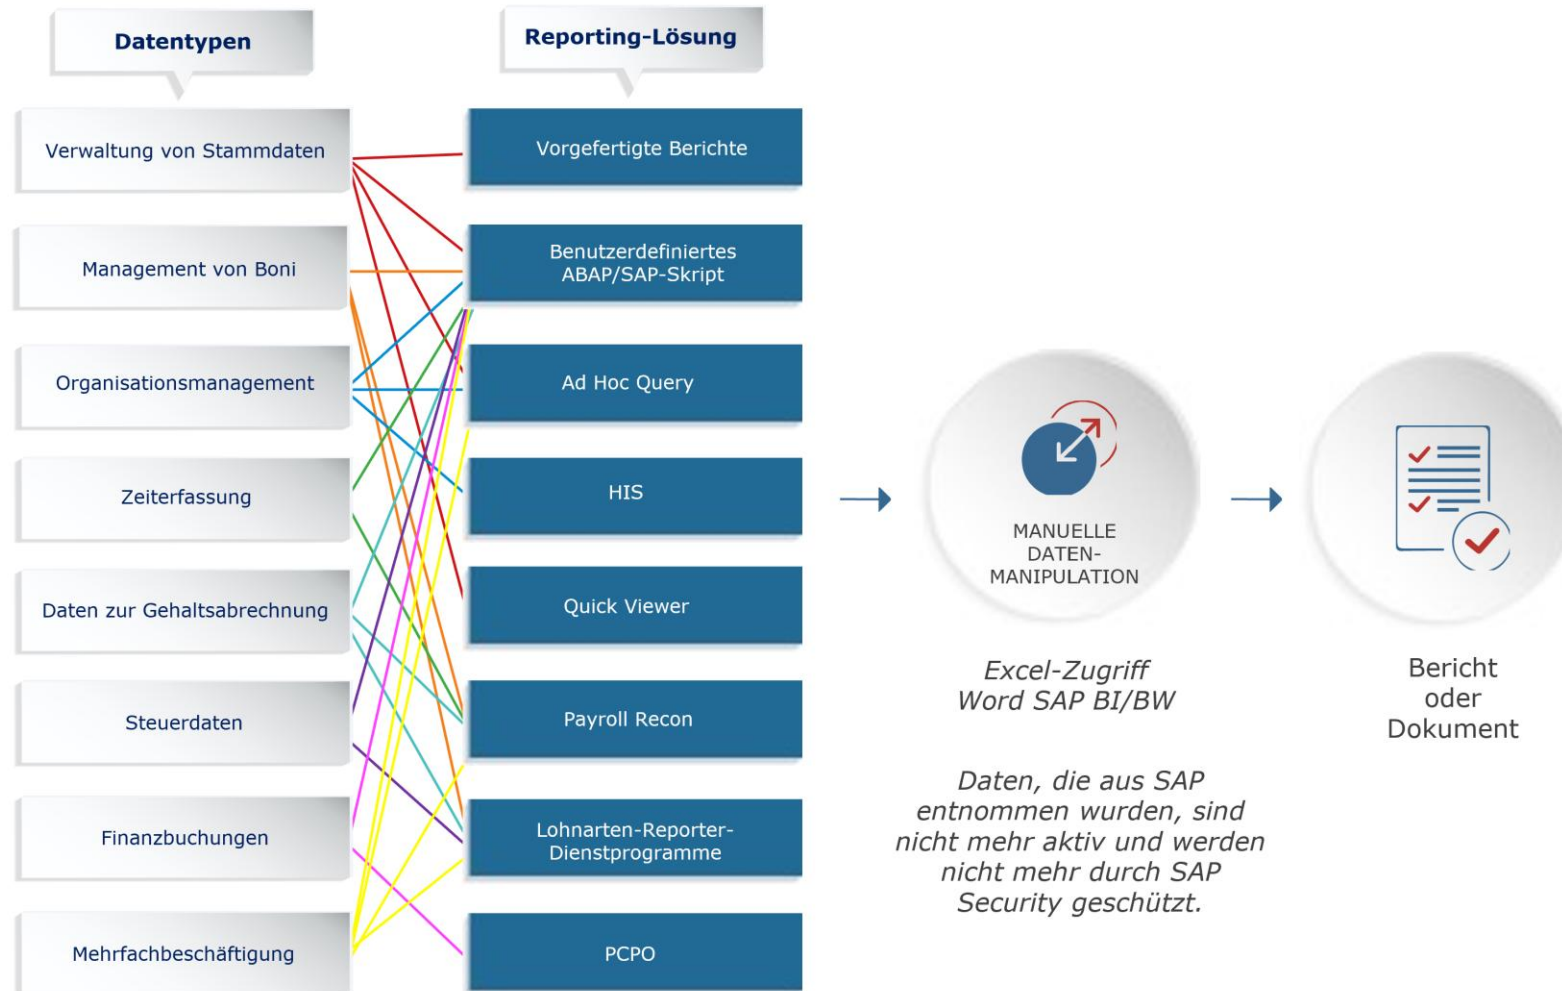 Datentypen
Reporting-Lösung
Verwaltung von Stammdaten
Vorgefertigte Berichte
Management von Boni
Benutzerdefiniertes
ABAP/SAP-Skript
Organisationsmanagement
Ad Hoc Query
Zeiterfassung
HIS
Daten zur Gehaltsabrechnung
Quick Viewer
Steuerdaten
Payroll Recon
Finanzbuchungen
Lohnarten-Reporter-
Dienstprogramme
Mehrfachbeschäftigung
PCPO
MANUELLE
DATEN-
MANIPULATION
Excel-Zugriff
Word SAP BI/BW
Daten, die aus SAP
entnommen wurden, sind
nicht mehr aktiv und werden
nicht mehr durch SAP
Security geschützt.
Bericht
oder
Dokument